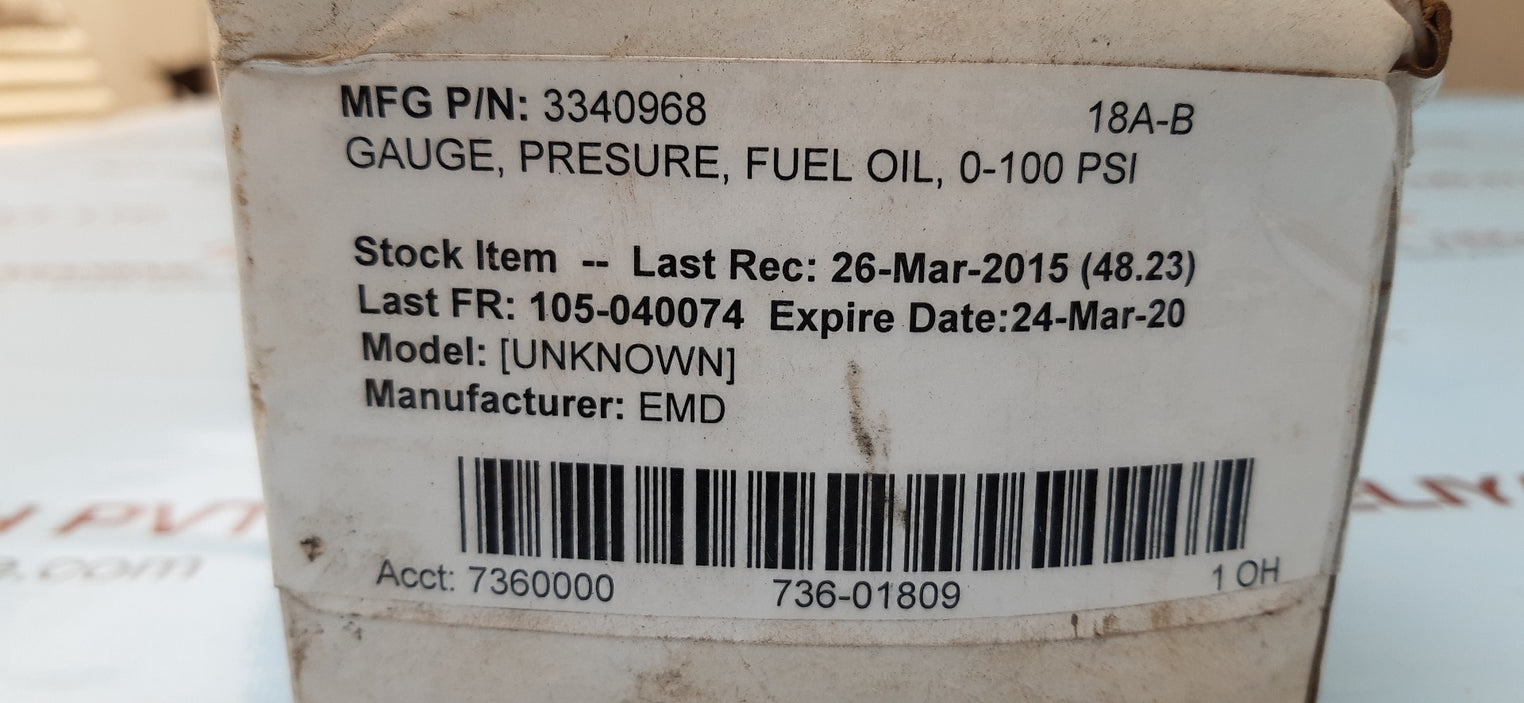 MFG P/N: 3340968 18A-B
GAUGE, PRESURE, FUEL OIL, 0-100 PSI
Stock Item -- Last Rec: 26-Mar-2015 (48.23)
Last FR: 105-040074 Expire Date:24-Mar-20
Model: [UNKNOWN]
Manufacturer: EMD
Acct: 7360000 736-01809 1 OH
PVT
.com